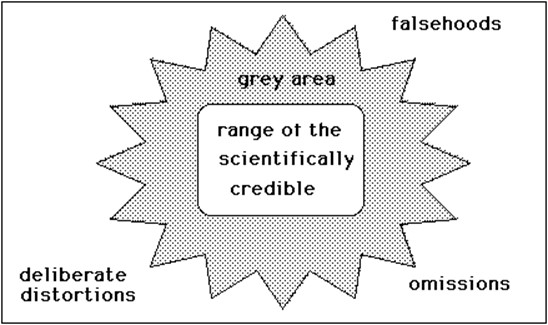 falsehoods
grey area
range of the
scientifically
credible
deliberate
distortions
omissions